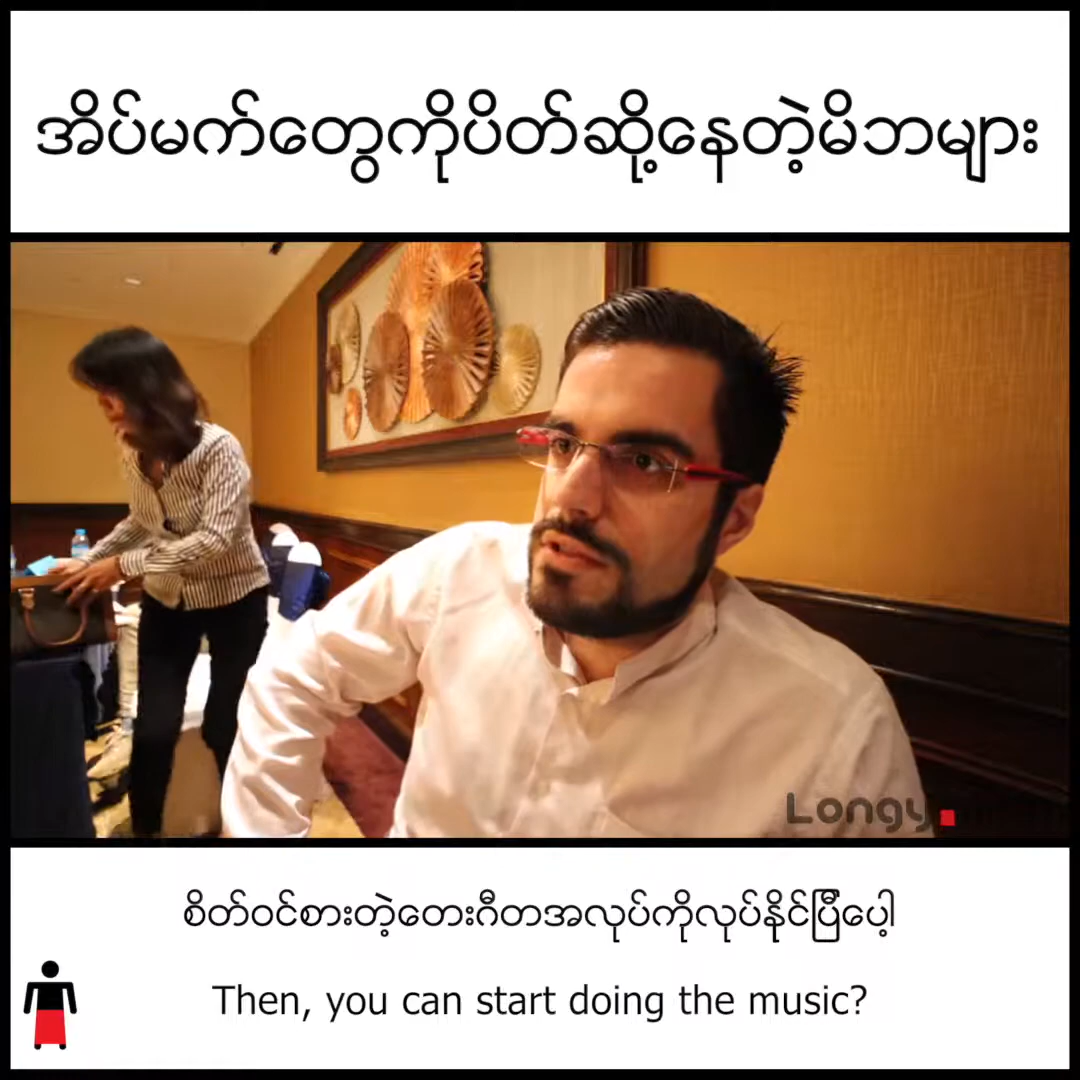 အိပ်မက်တွေကိုပိတ်ဆို့နေတဲ့မိဘများ
Longy
စိတ်ဝင်စားတဲ့တေးဂီတအလုပ်ကိုလုပ်နိုင်ပြီပေါ့
Then, you can start doing the music?